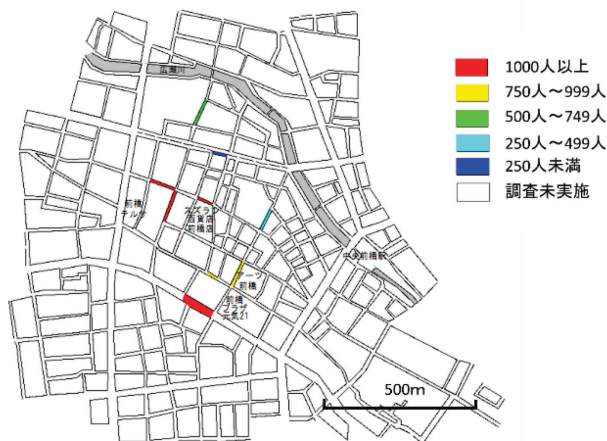 広瀬川
1000人以上
750人～999人
500人～749人
250人～499人
250人未満
調査未実施
前橋
テルサ
スズラン
百貨店
前橋店
中央前橋駅
アーツ
前橋
前橋
プラザ
元気21
500m